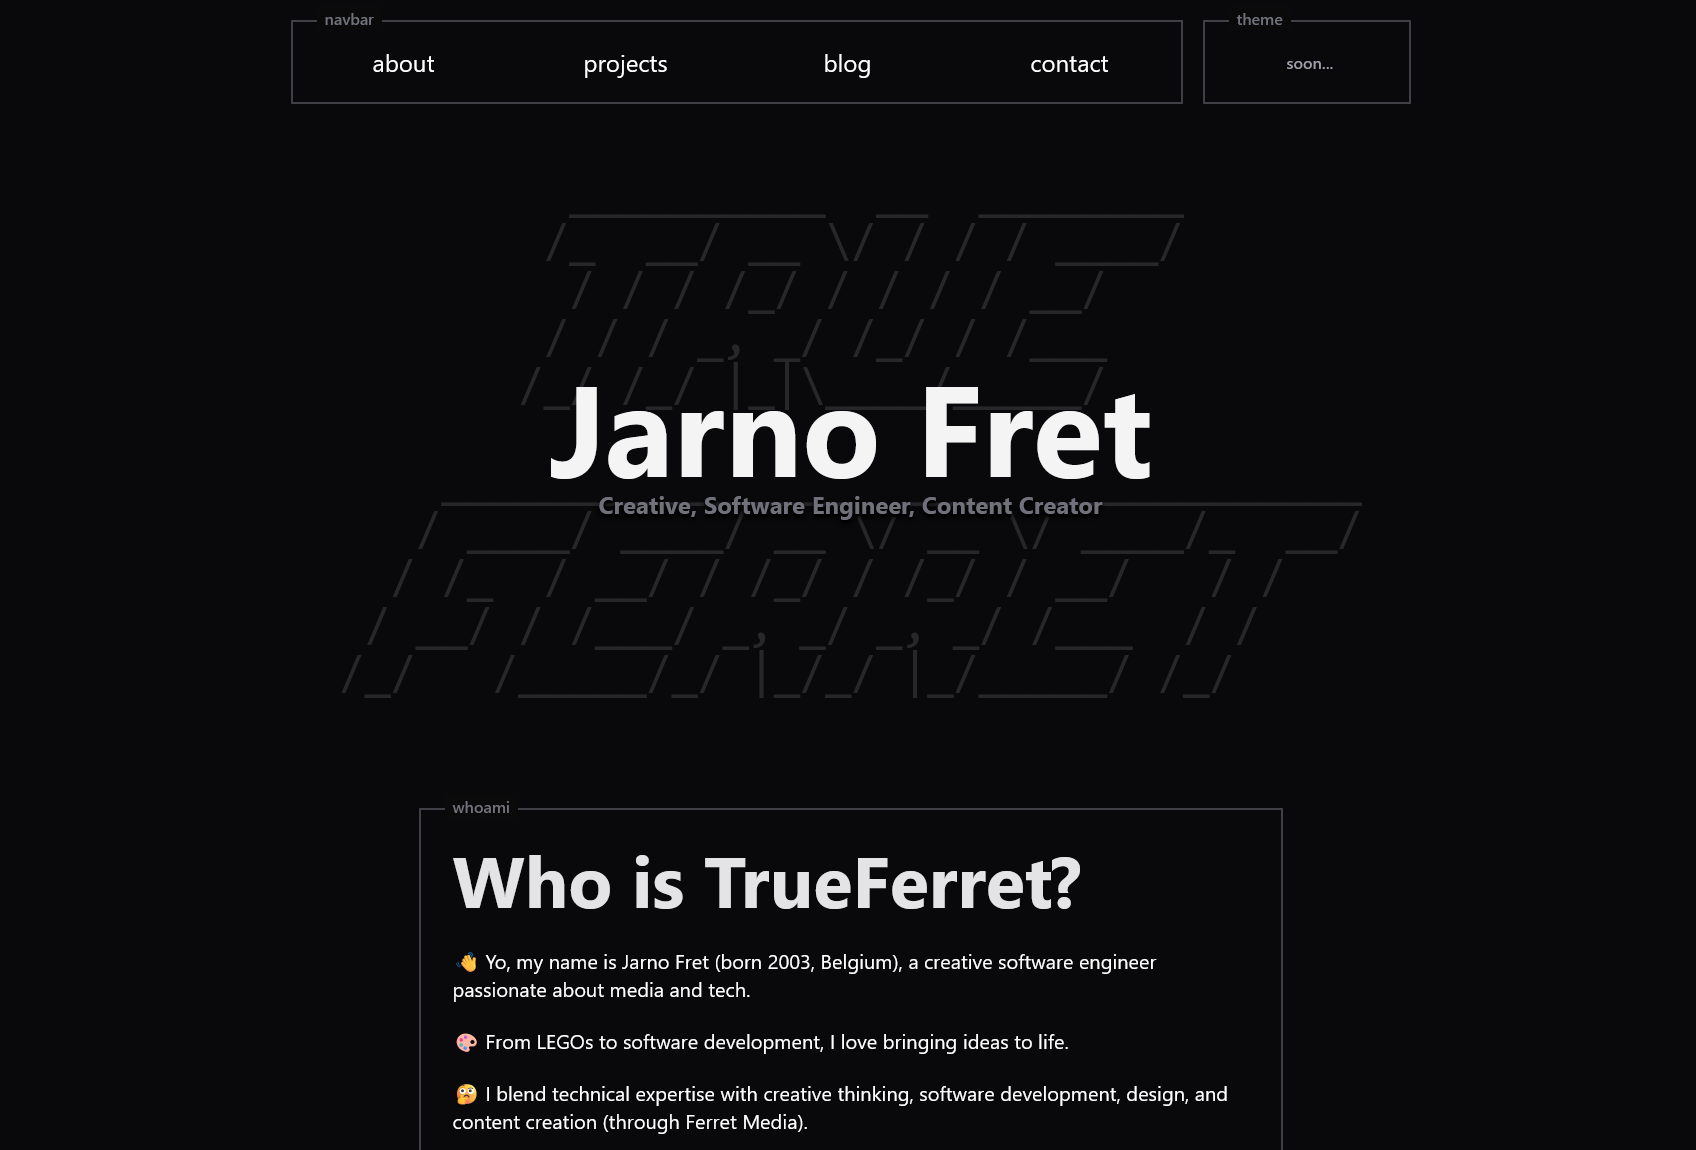 navbar
theme
about projects blog contact
soon...
TRUE
Jarno Fret
Creative, Software Engineer, Content Creator
FERRET
whoami
Who is TrueFerret?
👋 Yo, my name is Jarno Fret (born 2003, Belgium), a creative software engineer
passionate about media and tech.
🎨 From LEGOs to software development, I love bringing ideas to life.
🤔 I blend technical expertise with creative thinking, software development, design, and
content creation (through Ferret Media).